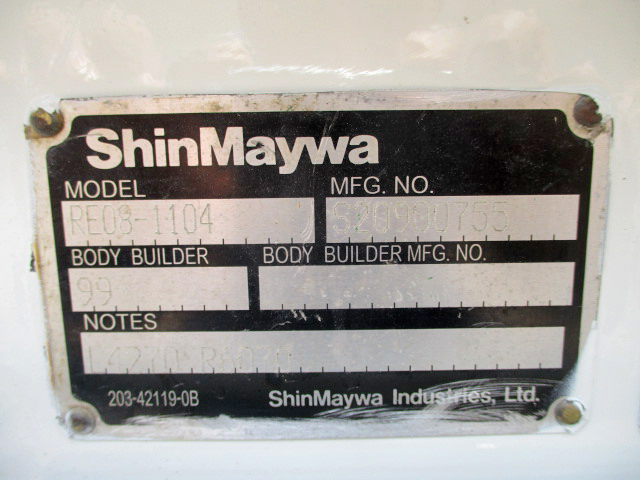 ShinMaywa
MODEL MFG. NO.
RE08-1104 S20900755
BODY BUILDER BODY BUILDER MFG. NO.
99
NOTES
203-42119-0B ShinMaywa Industries, Ltd.